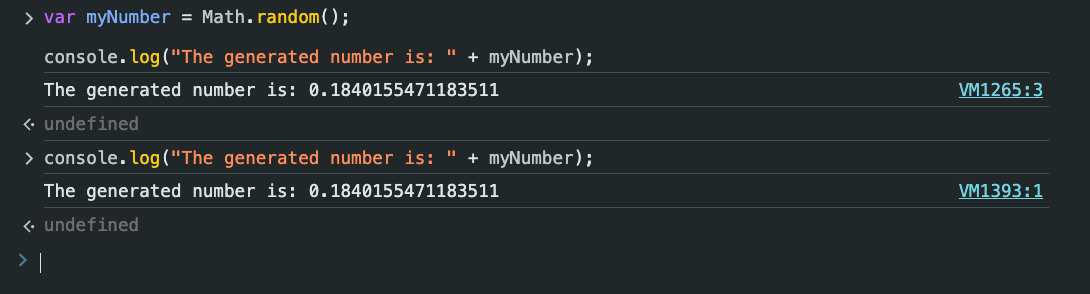 > var myNumber = Math.random();
console.log("The generated number is: " + myNumber);
The generated number is: 0.1840155471183511 VM1265:3
undefined
> console.log("The generated number is: " + myNumber);
The generated number is: 0.1840155471183511 VM1393:1
undefined
>